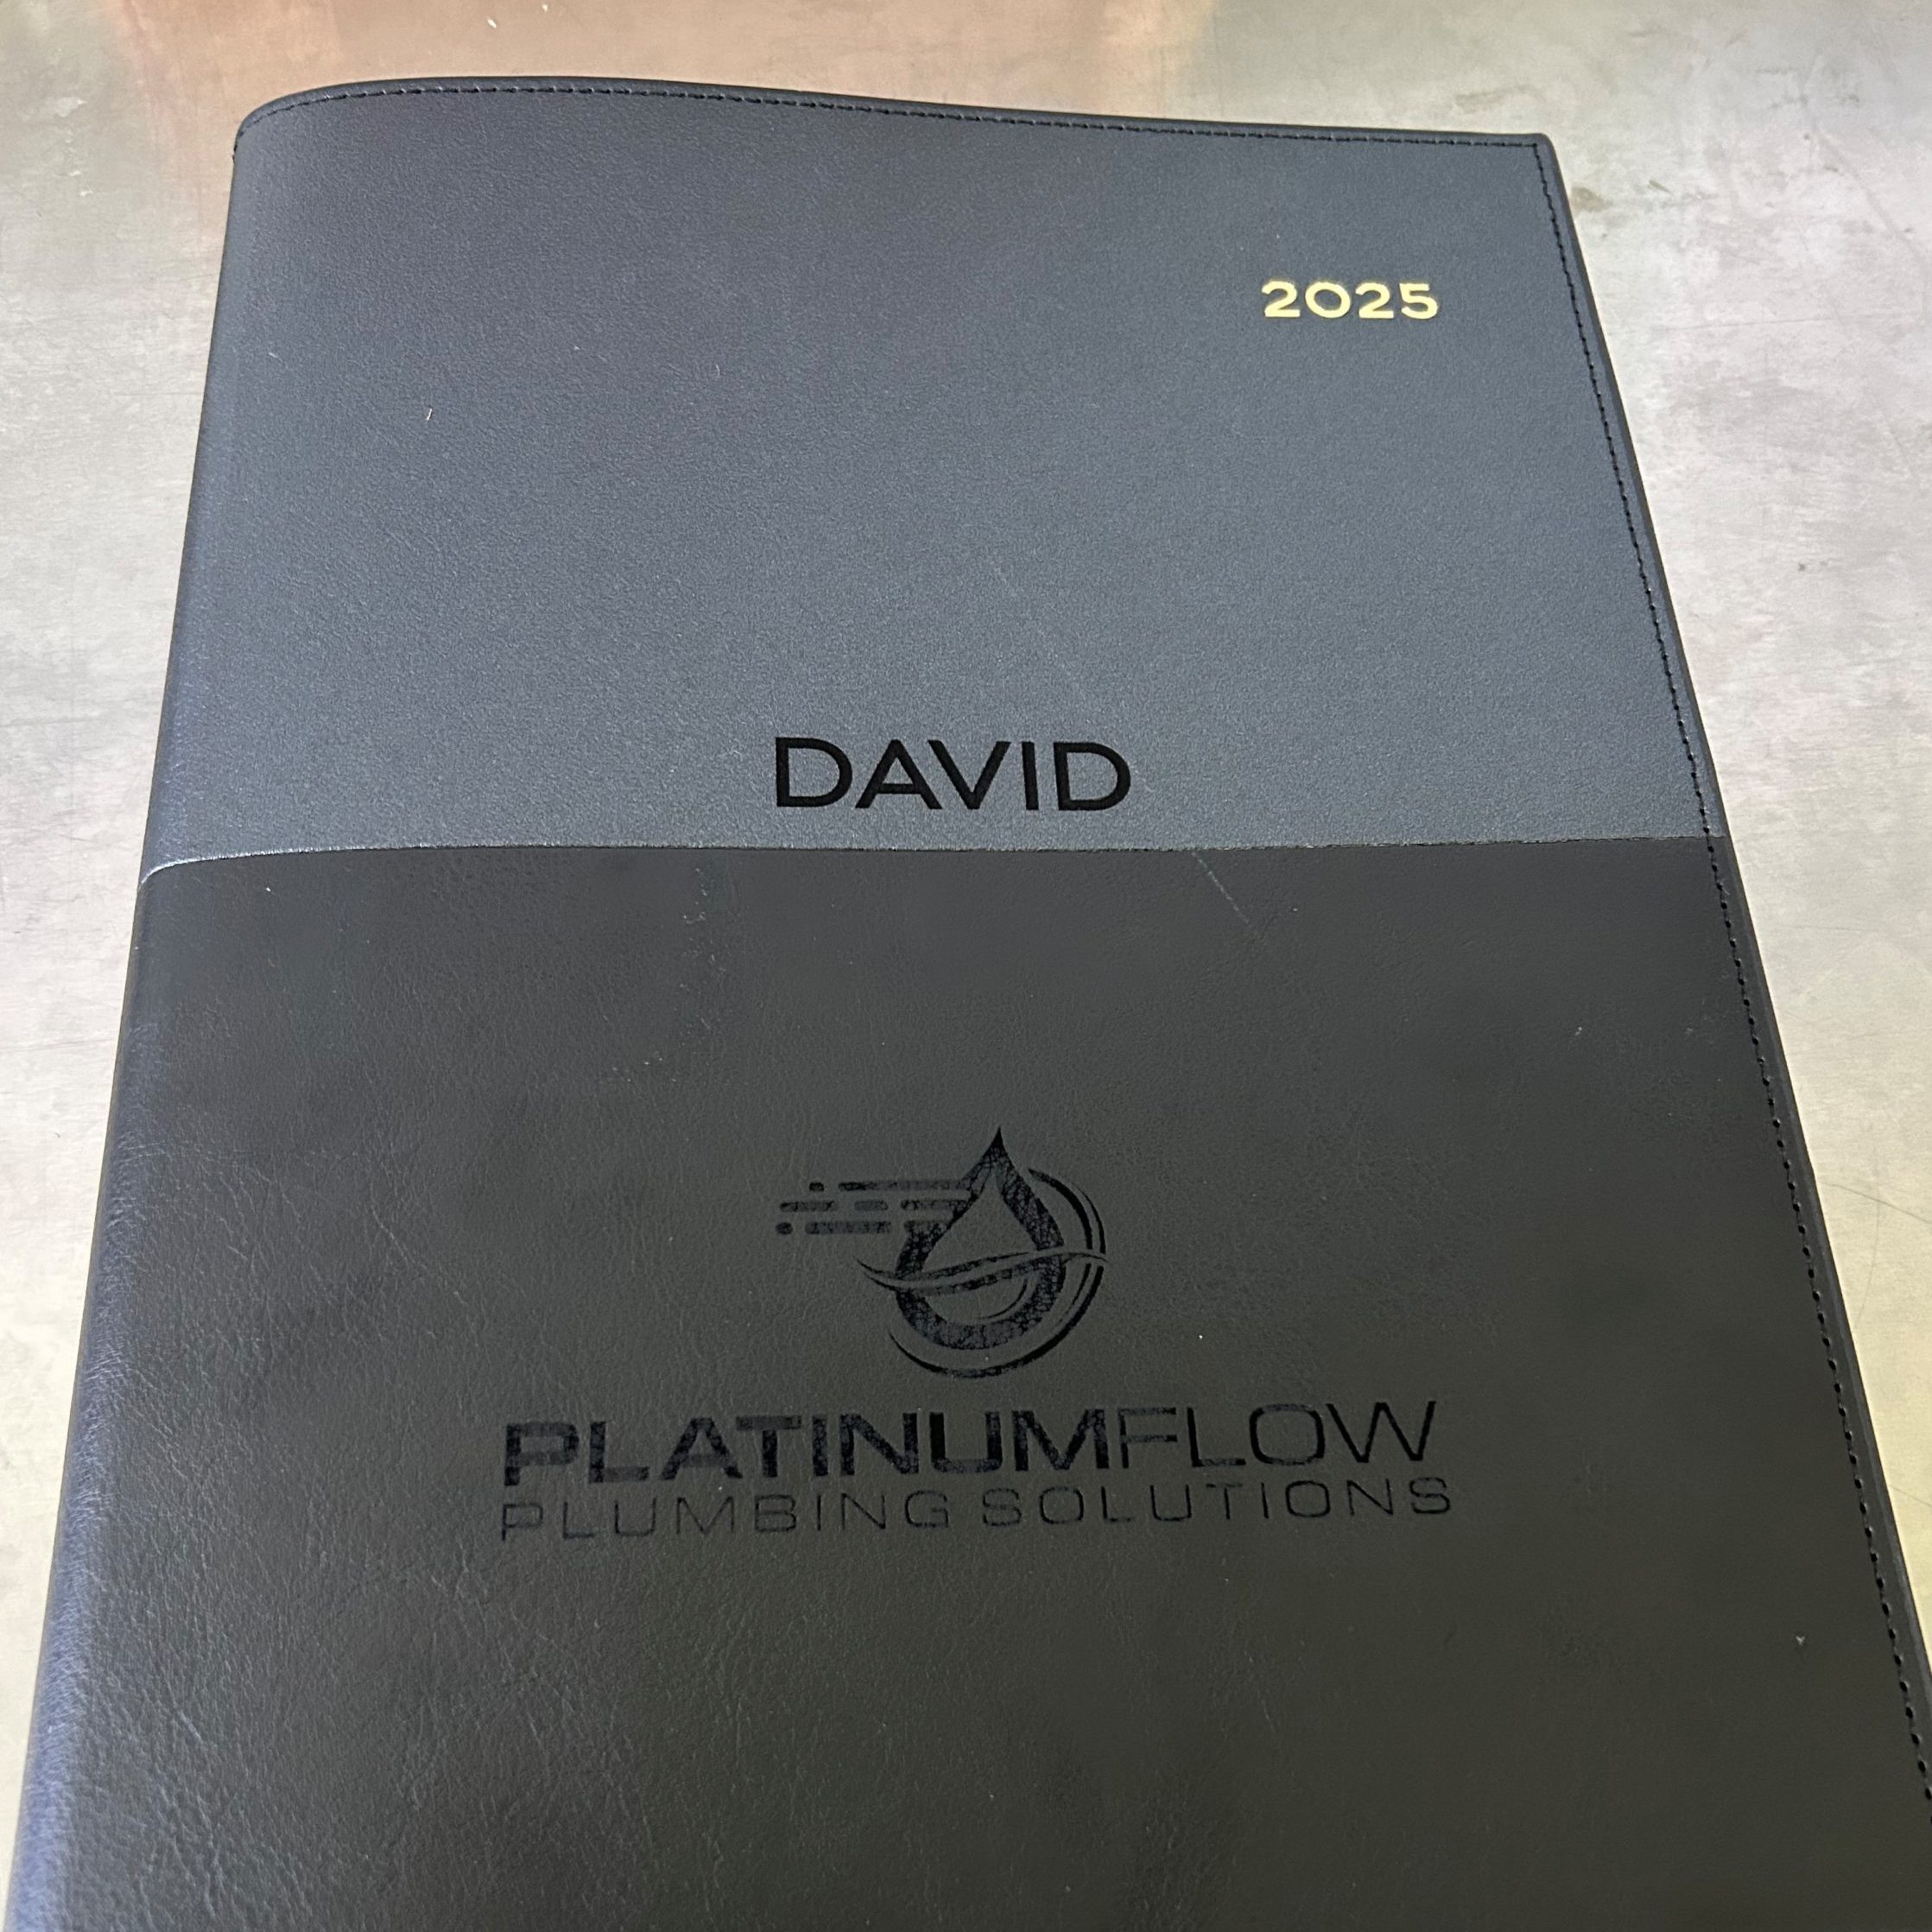 2025
DAVID
PLATINUMFLOW
PLUMBING SOLUTIONS